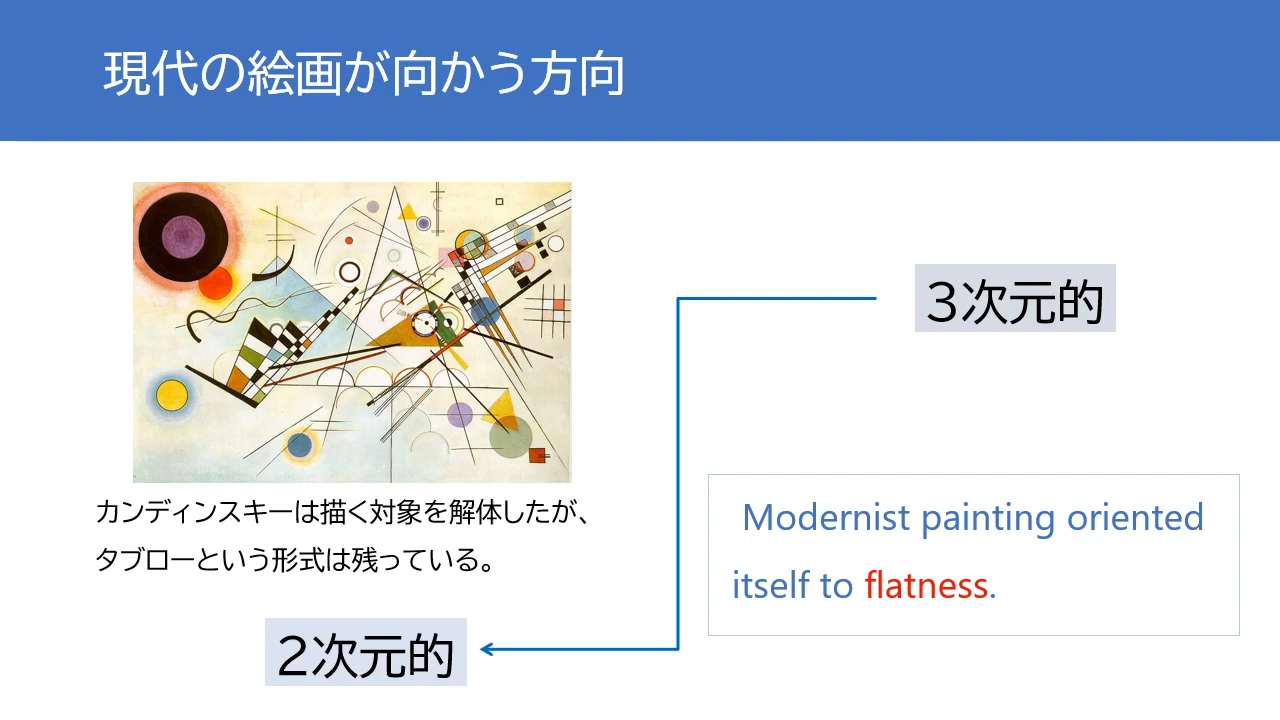 現代の絵画が向かう方向
カンディンスキーは描く対象を解体したが、
タブローという形式は残っている。
3次元的
Modernist painting oriented
itself to flatness.
2次元的